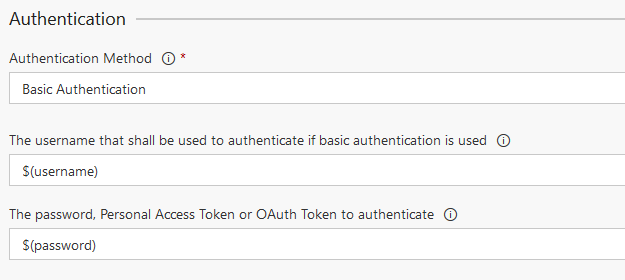 Authentication
Authentication Method ⓘ *
Basic Authentication
The username that shall be used to authenticate if basic authentication is used ⓘ
$(username)
The password, Personal Access Token or OAuth Token to authenticate ⓘ
$(password)